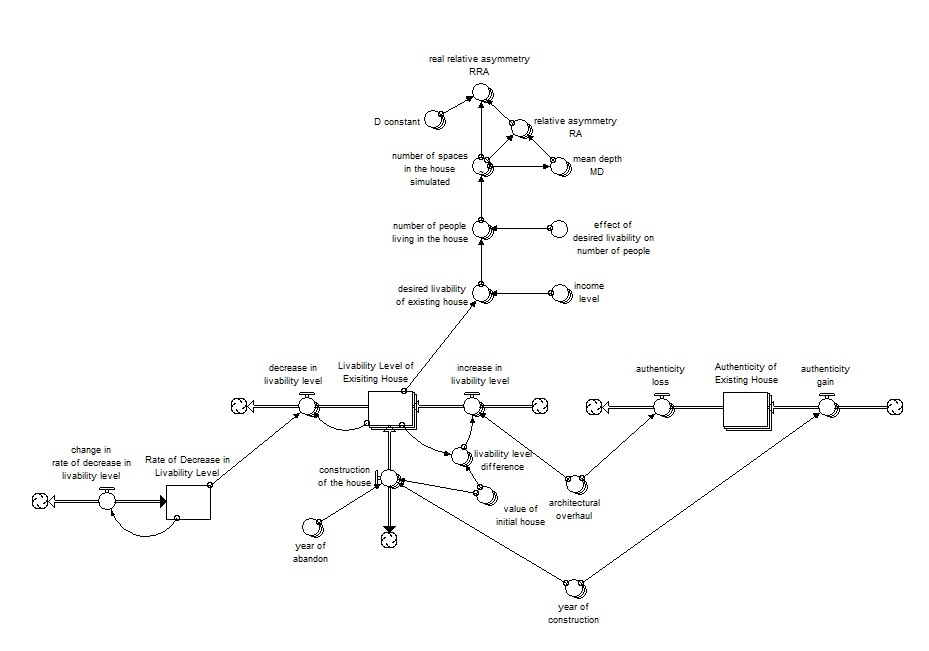 real relative asymmetry
RRA
D constant
relative asymmetry
RA
number of spaces
in the house
simulated
mean depth
MD
number of people
living in the house
effect of
desired livability on
number of people
desired livability
of existing house
income
level
decrease in
livability level
Livability Level of
Exisiting House
increase in
livability level
authenticity
loss
Authenticity of
Existing House
authenticity
gain
change in
rate of decrease in
livability level
Rate of Decrease in
Livability Level
construction
of the house
livability level
difference
value of
initial house
architectural
overhaul
year of
abandon
year of
construction